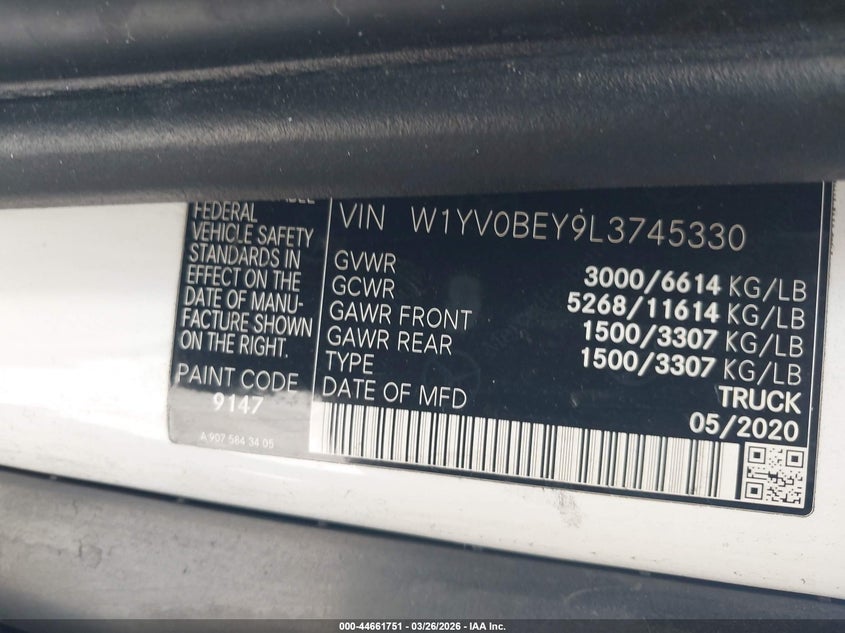 FEDERAL
VEHICLE SAFETY
STANDARDS IN
EFFECT ON THE
DATE OF MANU-
FACTURE SHOWN
ON THE RIGHT.
PAINT CODE
9147
A 907 584 34 05
VIN W1YV0BEY9L3745330
GVWR 3000/6614 KG/LB
GCWR 5268/11614 KG/LB
GAWR FRONT 1500/3307 KG/LB
GAWR REAR 1500/3307 KG/LB
TYPE TRUCK
DATE OF MFD 05/2020
000-44661751 | 03/26/2026 | IAA Inc.